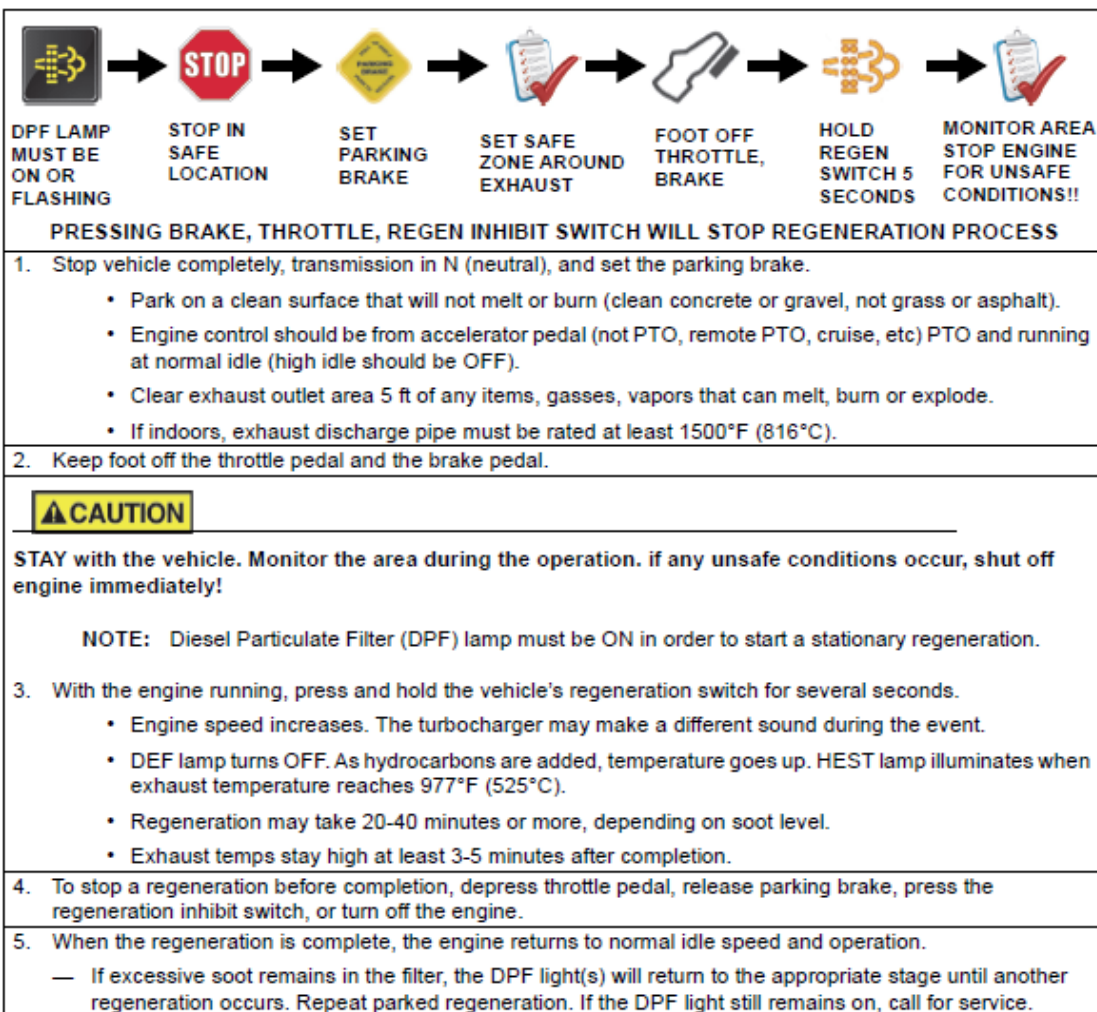 STOP
PARKING BRAKE
DPF LAMP MUST BE ON OR FLASHING
STOP IN SAFE LOCATION
SET PARKING BRAKE
SET SAFE ZONE AROUND EXHAUST
FOOT OFF THROTTLE, BRAKE
HOLD REGEN SWITCH 5 SECONDS
MONITOR AREA STOP ENGINE FOR UNSAFE CONDITIONS!!
PRESSING BRAKE, THROTTLE, REGEN INHIBIT SWITCH WILL STOP REGENERATION PROCESS
1. Stop vehicle completely, transmission in N (neutral), and set the parking brake.
• Park on a clean surface that will not melt or burn (clean concrete or gravel, not grass or asphalt).
• Engine control should be from accelerator pedal (not PTO, remote PTO, cruise, etc) PTO and running
at normal idle (high idle should be OFF).
• Clear exhaust outlet area 5 ft of any items, gasses, vapors that can melt, burn or explode.
• If indoors, exhaust discharge pipe must be rated at least 1500°F (816°C).
2. Keep foot off the throttle pedal and the brake pedal.
CAUTION
STAY with the vehicle. Monitor the area during the operation. if any unsafe conditions occur, shut off
engine immediately!
NOTE: Diesel Particulate Filter (DPF) lamp must be ON in order to start a stationary regeneration.
3. With the engine running, press and hold the vehicle's regeneration switch for several seconds.
• Engine speed increases. The turbocharger may make a different sound during the event.
• DEF lamp turns OFF. As hydrocarbons are added, temperature goes up. HEST lamp illuminates when
exhaust temperature reaches 977°F (525°C).
• Regeneration may take 20-40 minutes or more, depending on soot level.
• Exhaust temps stay high at least 3-5 minutes after completion.
4. To stop a regeneration before completion, depress throttle pedal, release parking brake, press the
regeneration inhibit switch, or turn off the engine.
5. When the regeneration is complete, the engine returns to normal idle speed and operation.
— If excessive soot remains in the filter, the DPF light(s) will return to the appropriate stage until another
regeneration occurs. Repeat parked regeneration. If the DPF light still remains on, call for service.